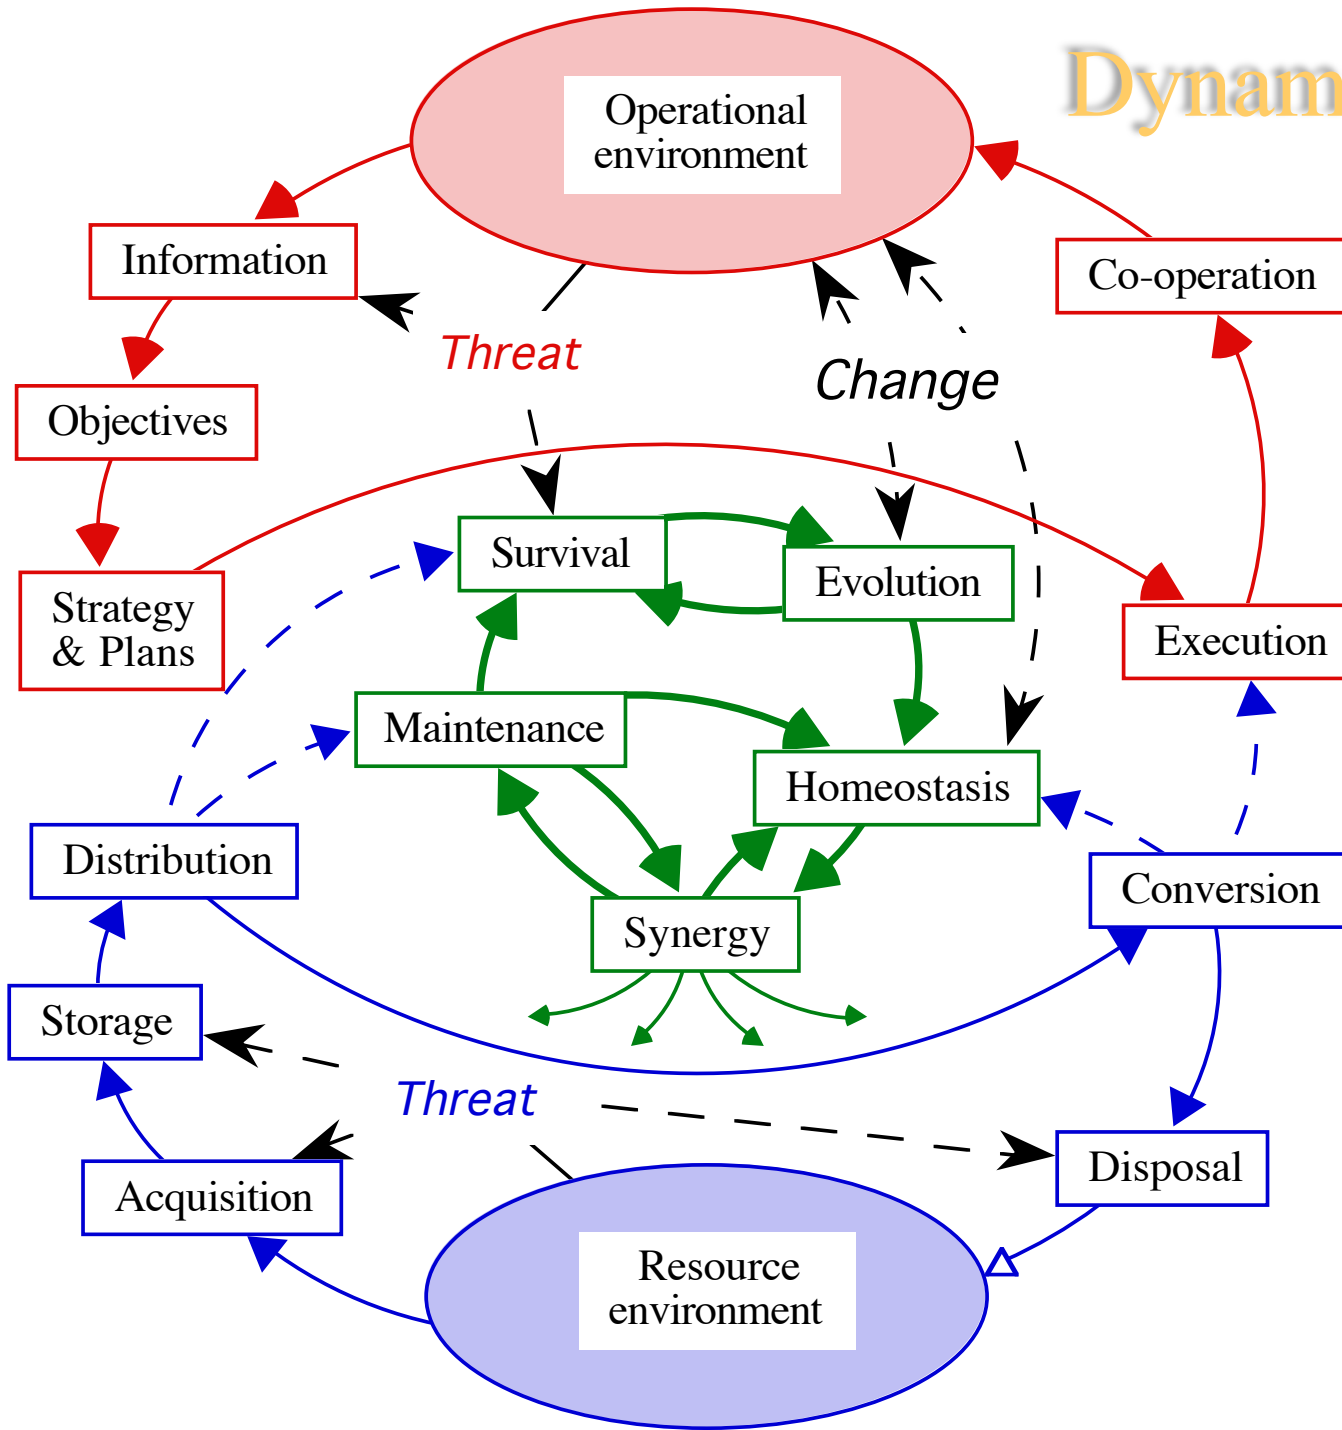 Dynam
Operational
environment
Information
Co-operation
Threat
Change
Objectives
Survival
Evolution
Strategy
& Plans
Execution
Maintenance
Homeostasis
Distribution
Conversion
Synergy
Storage
Threat
Disposal
Acquisition
Resource
environment